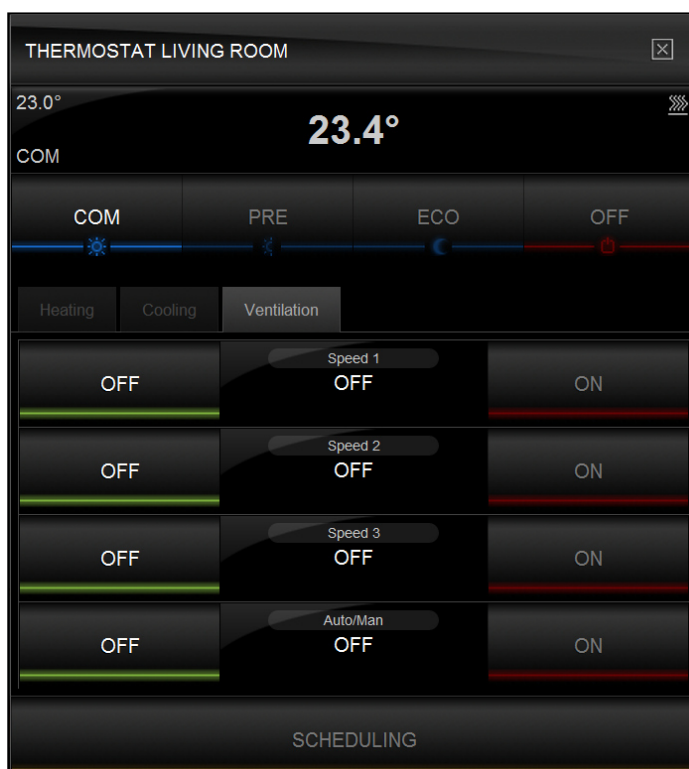 THERMOSTAT LIVING ROOM
23.0°
23.4°
COM
COM PRE ECO OFF
Heating Cooling Ventilation
Speed 1
OFF OFF ON
Speed 2
OFF OFF ON
Speed 3
OFF OFF ON
Auto/Man
OFF OFF ON
SCHEDULING